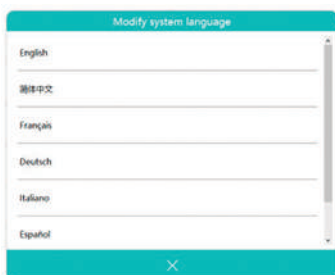 Modify system language
English
简体中文
Français
Deutsch
Italiano
Español